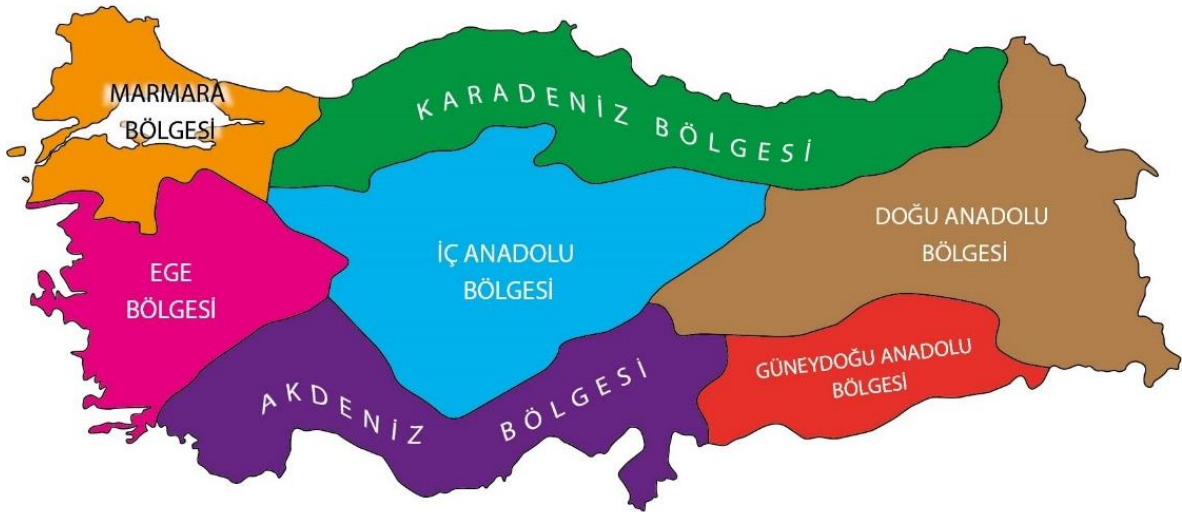 MARMARA
BÖLGESİ
KARADENİZ BÖLGESİ
DOĞU ANADOLU
BÖLGESİ
İÇ ANADOLU
BÖLGESİ
EGE
BÖLGESİ
GÜNEYDOĞU ANADOLU
BÖLGESİ
AKDENİZ BÖLGESİ